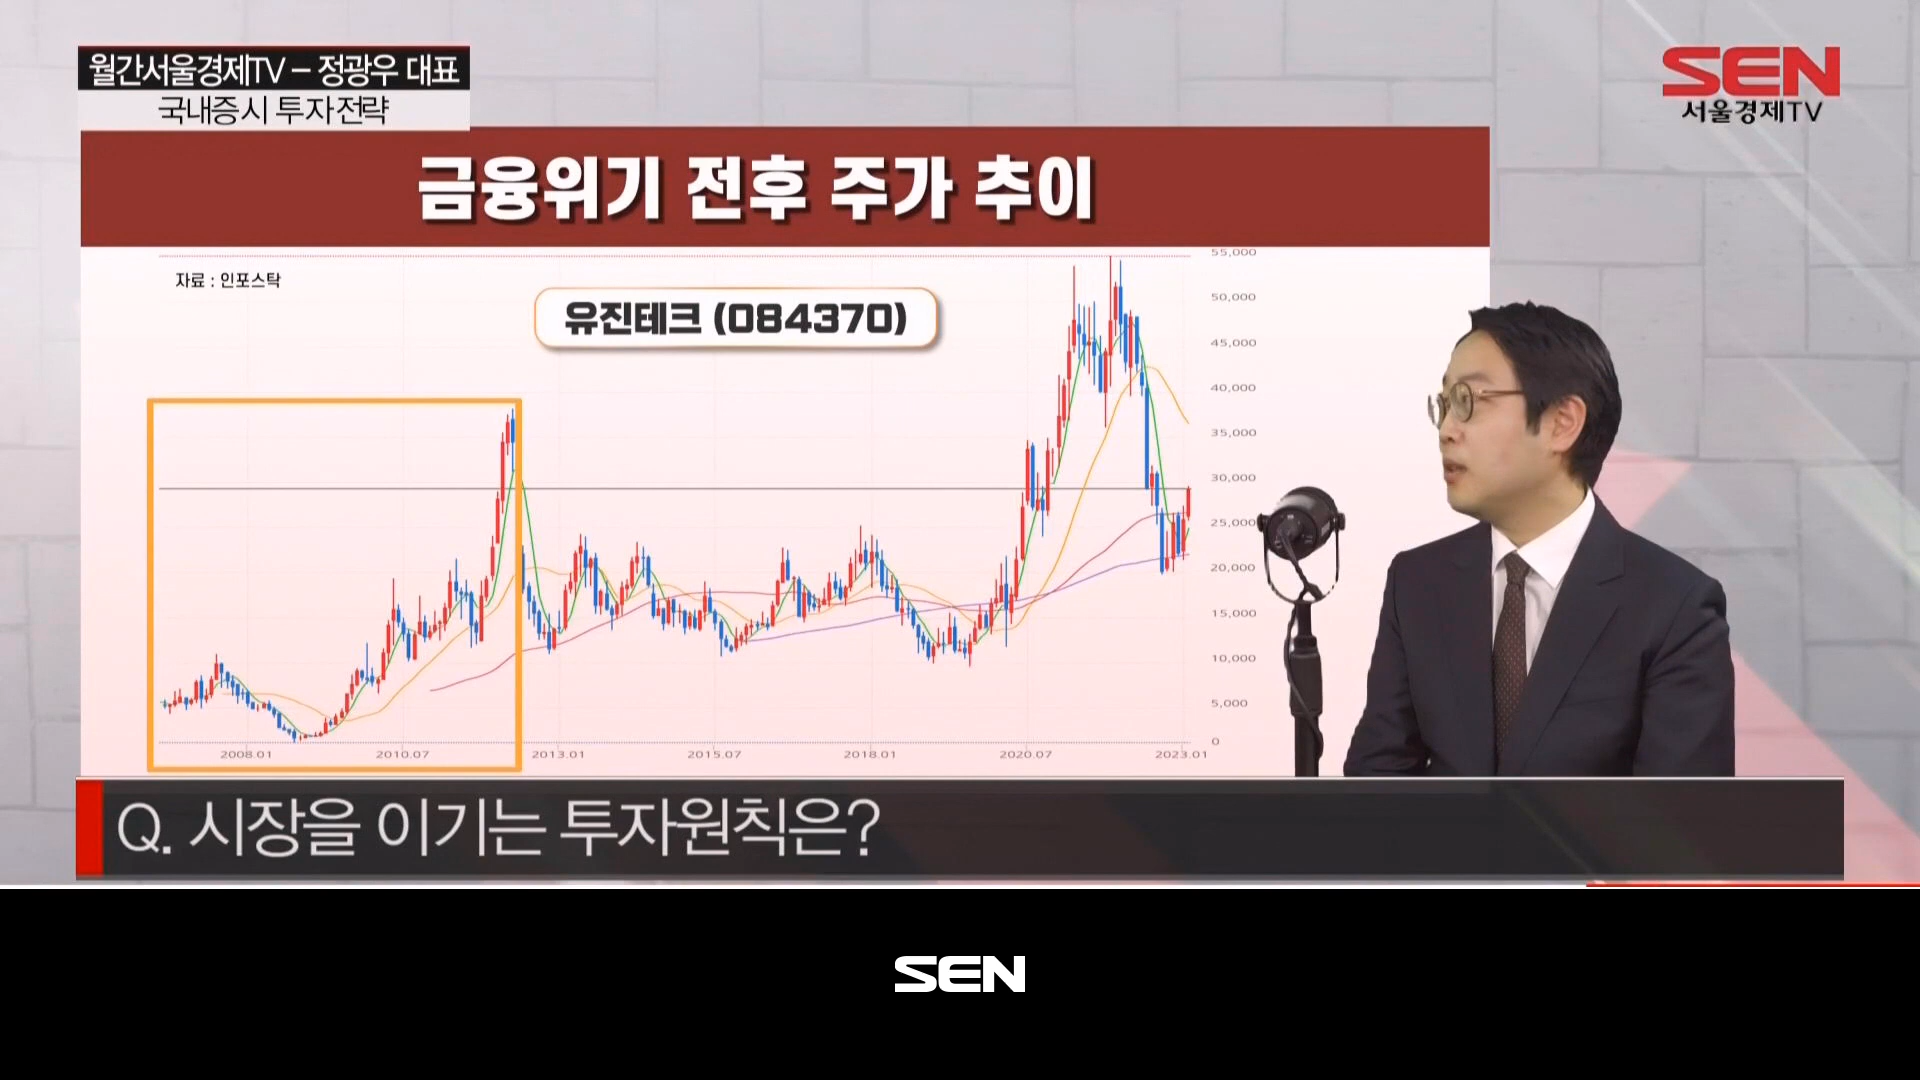 월간서울경제TV – 정광우 대표
국내증시 투자전략
SEN
서울경제TV
금융위기 전후 주가 추이
자료 : 인포스탁
유진테크 (084370)
55,000
50,000
45,000
40,000
35,000
30,000
25,000
20,000
15,000
10,000
5,000
0
2008.01 2010.07 2013.01 2015.07 2018.01 2020.07 2023.01
Q. 시장을 이기는 투자원칙은?
SEN